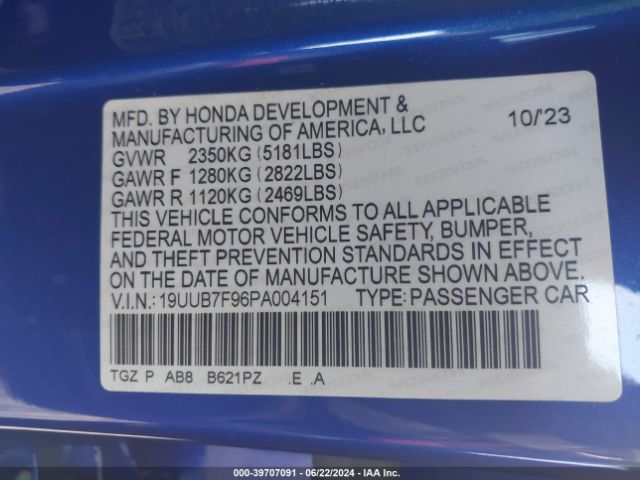 MFD. BY HONDA DEVELOPMENT &
MANUFACTURING OF AMERICA, LLC 10/'23
GVWR 2350KG (5181LBS)
GAWR F 1280KG (2822LBS)
GAWR R 1120KG (2469LBS)
THIS VEHICLE CONFORMS TO ALL APPLICABLE
FEDERAL MOTOR VEHICLE SAFETY, BUMPER,
AND THEFT PREVENTION STANDARDS IN EFFECT
ON THE DATE OF MANUFACTURE SHOWN ABOVE.
V.I.N.: 19UUB7F96PA004151 TYPE: PASSENGER CAR
TGZ P AB8 B621PZ .E .A
000-39707091 - 06/22/2024 - IAA Inc.